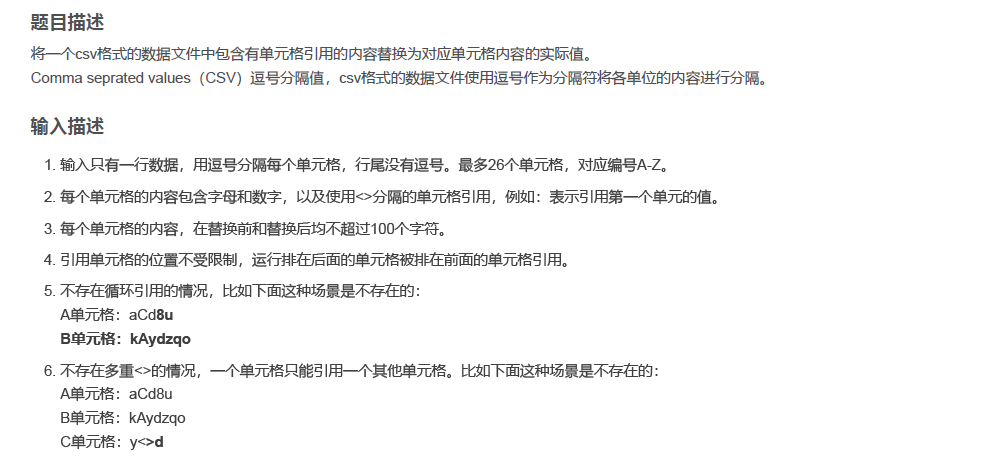 题目描述
将一个csv格式的数据文件中包含有单元格引用的内容替换为对应单元格内容的实际值。
Comma seprated values（CSV）逗号分隔值，csv格式的数据文件使用逗号作为分隔符将各单位的内容进行分隔。
输入描述
1. 输入只有一行数据，用逗号分隔每个单元格，行尾没有逗号。最多26个单元格，对应编号A-Z。
2. 每个单元格的内容包含字母和数字，以及使用<>分隔的单元格引用，例如：表示引用第一个单元的值。
3. 每个单元格的内容，在替换前和替换后均不超过100个字符。
4. 引用单元格的位置不受限制，运行排在后面的单元格被排在前面的单元格引用。
5. 不存在循环引用的情况，比如下面这种场景是不存在的：
A单元格：aCd8u
B单元格：kAydzqo
6. 不存在多重<>的情况，一个单元格只能引用一个其他单元格。比如下面这种场景是不存在的：
A单元格：aCd8u
B单元格：kAydzqo
C单元格：y<>d